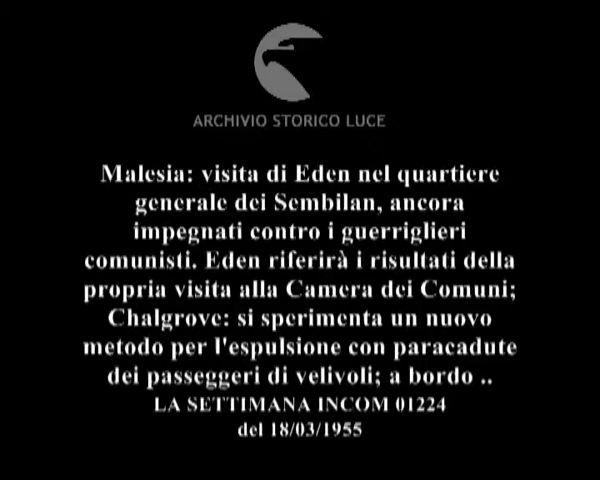 ARCHIVIO STORICO LUCE
Malesia: visita di Eden nel quartiere
generale dei Sembilan, ancora
impegnati contro i guerriglieri
comunisti. Eden riferirà i risultati della
propria visita alla Camera dei Comuni;
Chalgrove: si sperimenta un nuovo
metodo per l'espulsione con paracadute
dei passeggeri di velivoli; a bordo ..
LA SETTIMANA INCOM 01224
del 18/03/1955